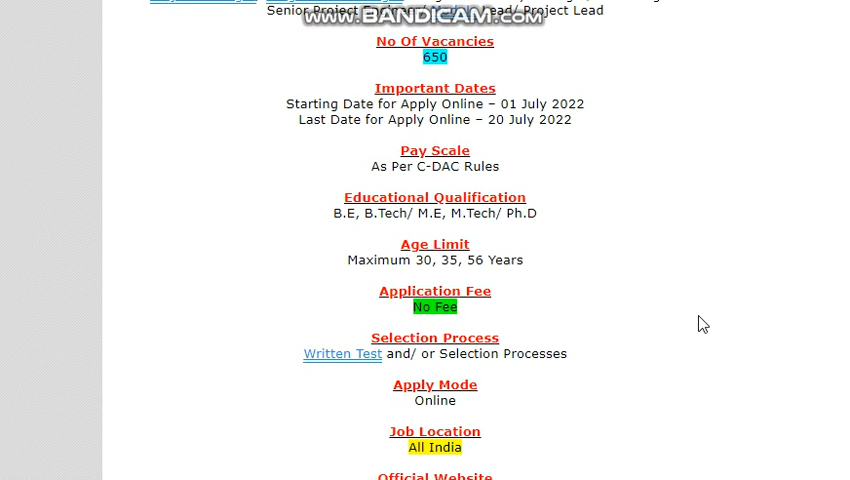 Senior Project Lead/ Project Lead
www.BANDICAM.com
No Of Vacancies
650
Important Dates
Starting Date for Apply Online – 01 July 2022
Last Date for Apply Online – 20 July 2022
Pay Scale
As Per C-DAC Rules
Educational Qualification
B.E, B.Tech/ M.E, M.Tech/ Ph.D
Age Limit
Maximum 30, 35, 56 Years
Application Fee
No Fee
Selection Process
Written Test and/ or Selection Processes
Apply Mode
Online
Job Location
All India
Official Website